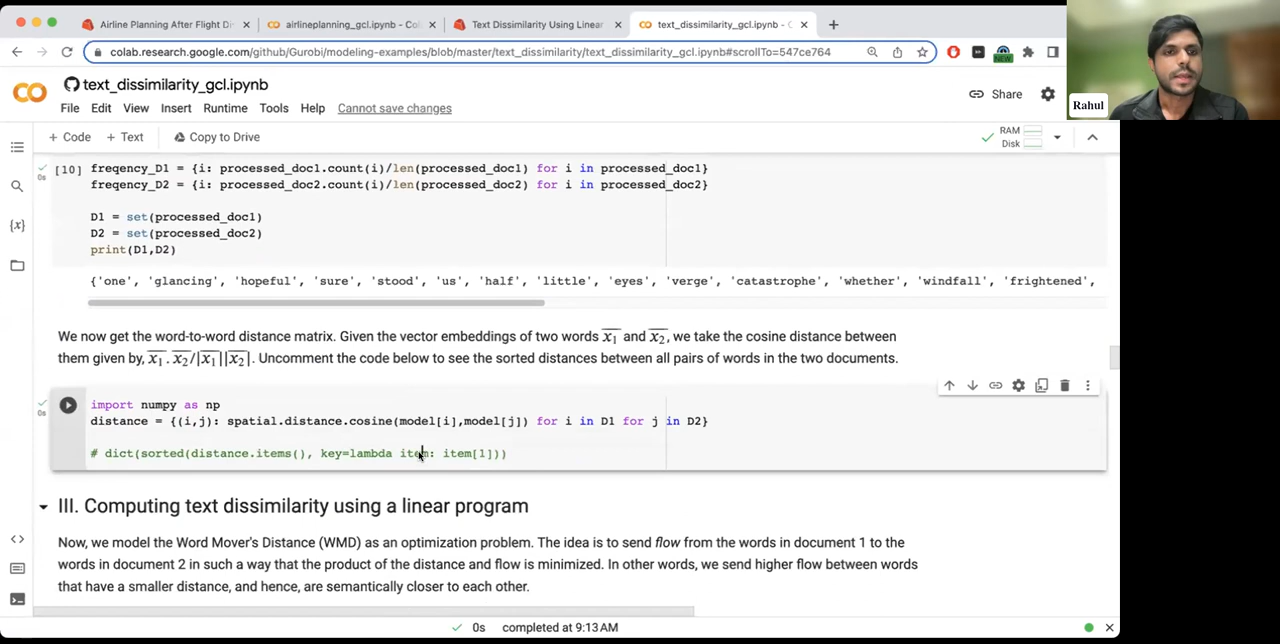 Airline Planning After Flight Di
airlineplanning_gcl.ipynb - Col
Text Dissimilarity Using Linear
text_dissimilarity_gcl.ipynb - C
colab.research.google.com/github/Gurobi/modeling-examples/blob/master/text_dissimilarity/text_dissimilarity_gcl.ipynb#scrollTo=547ce764
NEW
Rahul
CO
text_dissimilarity_gcl.ipynb
Share
File Edit View Insert Runtime Tools Help Cannot save changes
+ Code + Text Copy to Drive
RAM
Disk
[10] freqency_D1 = {i: processed_doc1.count(i)/len(processed_doc1) for i in processed_doc1}
freqency_D2 = {i: processed_doc2.count(i)/len(processed_doc2) for i in processed_doc2}
D1 = set(processed_doc1)
D2 = set(processed_doc2)
print(D1,D2)
{'one', 'glancing', 'hopeful', 'sure', 'stood', 'us', 'half', 'little', 'eyes', 'verge', 'catastrophe', 'whether', 'windfall', 'frightened',
We now get the word-to-word distance matrix. Given the vector embeddings of two words x1 and x2, we take the cosine distance between
them given by, x1 . x2/|x1||x2|. Uncomment the code below to see the sorted distances between all pairs of words in the two documents.
import numpy as np
distance = {(i,j): spatial.distance.cosine(model[i],model[j]) for i in D1 for j in D2}
# dict(sorted(distance.items(), key=lambda item: item[1]))
III. Computing text dissimilarity using a linear program
Now, we model the Word Mover's Distance (WMD) as an optimization problem. The idea is to send flow from the words in document 1 to the
words in document 2 in such a way that the product of the distance and flow is minimized. In other words, we send higher flow between words
that have a smaller distance, and hence, are semantically closer to each other.
0s completed at 9:13 AM